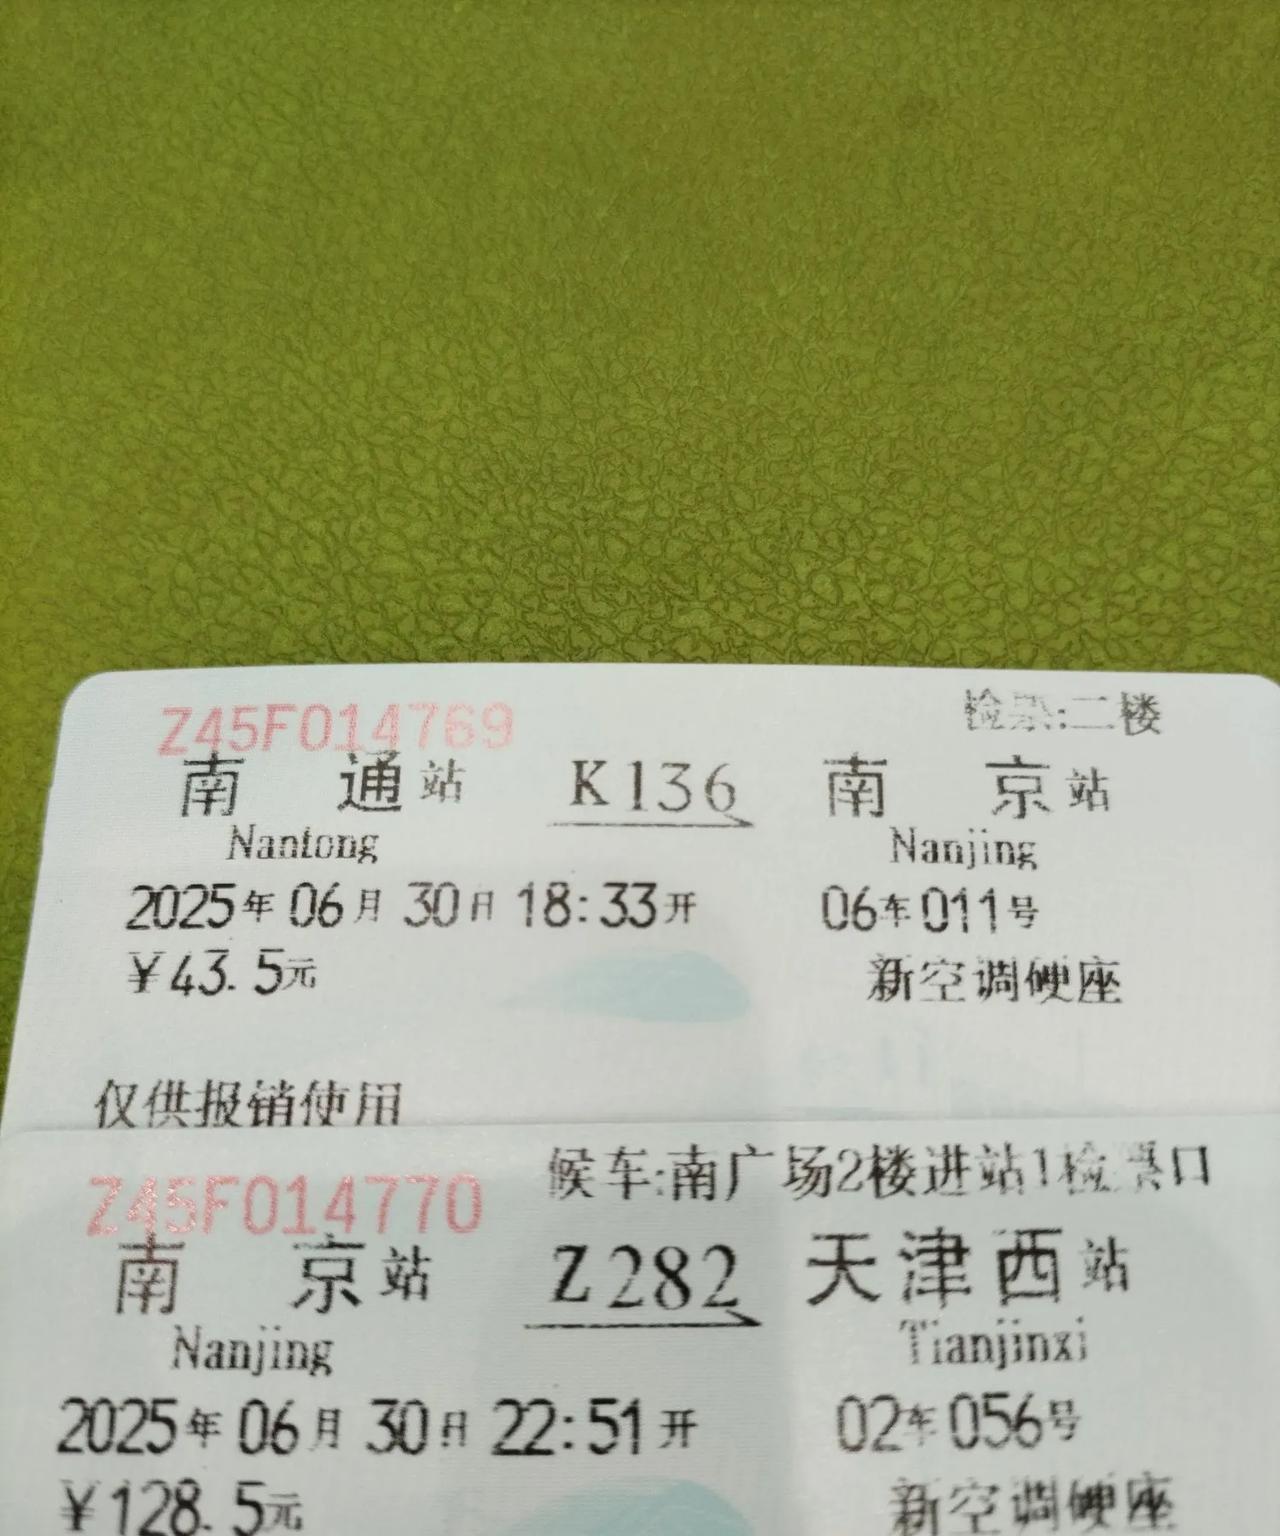 Z45F014769 检票:二楼
南通站 K136 南京站
Nantong Nanjing
2025年06月30日18:33开 06车011号
¥43.5元 新空调硬座
仅供报销使用
Z45F014770 候车:南广场2楼进站1检票口
南京站 Z282 天津西站
Nanjing Tianjinxi
2025年06月30日22:51开 02车056号
¥128.5元 新空调硬座